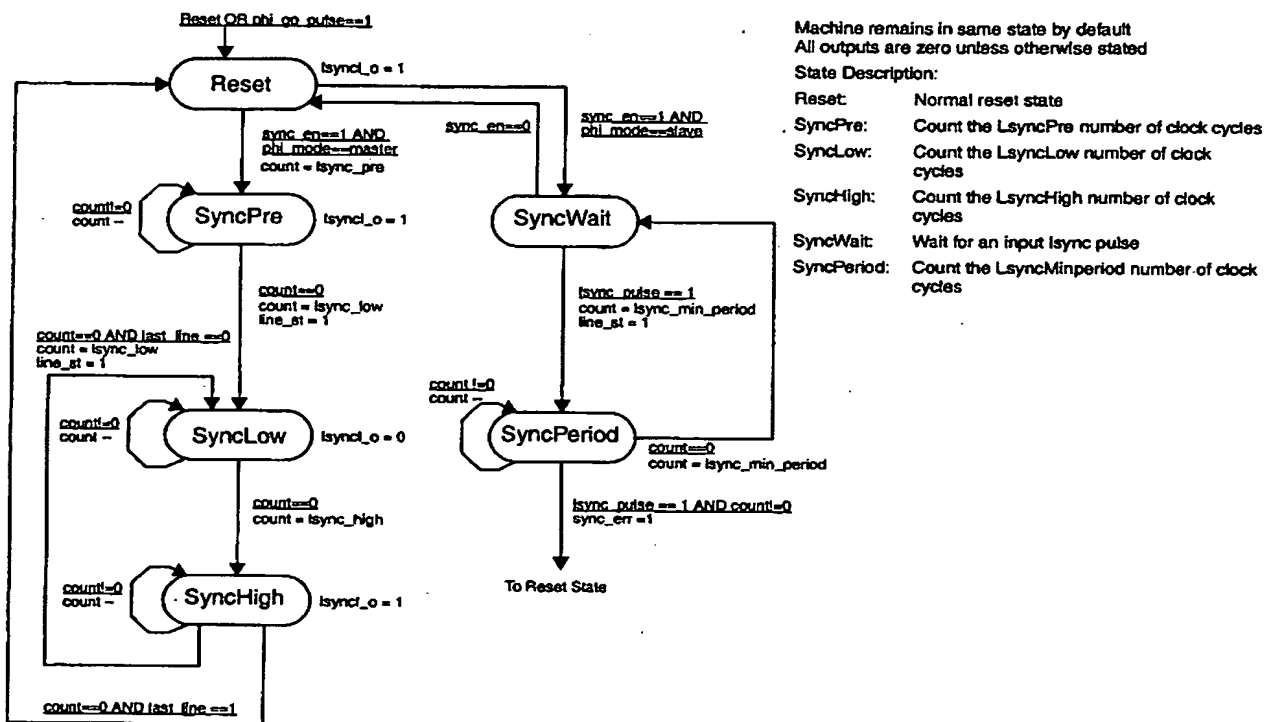 Reset OR phi_go_pulse==1
Reset
lsyncl_o = 1
sync_en==1 AND
phi_mode==master
count = lsync_pre
sync_en==0
sync_en==1 AND
phi_mode==slave
count!=0
count --
SyncPre
lsyncl_o = 1
SyncWait
count==0
count = lsync_low
line_st = 1
lsync_pulse == 1
count = lsync_min_period
line_st = 1
count==0 AND last_line ==0
count = lsync_low
line_st = 1
count!=0
count --
SyncLow
lsyncl_o = 0
count !=0
count --
SyncPeriod
count==0
count = lsync_min_period
count==0
count = lsync_high
lsync_pulse == 1 AND count!=0
sync_err =1
To Reset State
count!=0
count --
SyncHigh
lsyncl_o = 1
count==0 AND last_line ==1
Machine remains in same state by default
All outputs are zero unless otherwise stated
State Description:
Reset: Normal reset state
SyncPre: Count the LsyncPre number of clock cycles
SyncLow: Count the LsyncLow number of clock
cycles
SyncHigh: Count the LsyncHigh number of clock
cycles
SyncWait: Wait for an input lsync pulse
SyncPeriod: Count the LsyncMinperiod number of clock
cycles